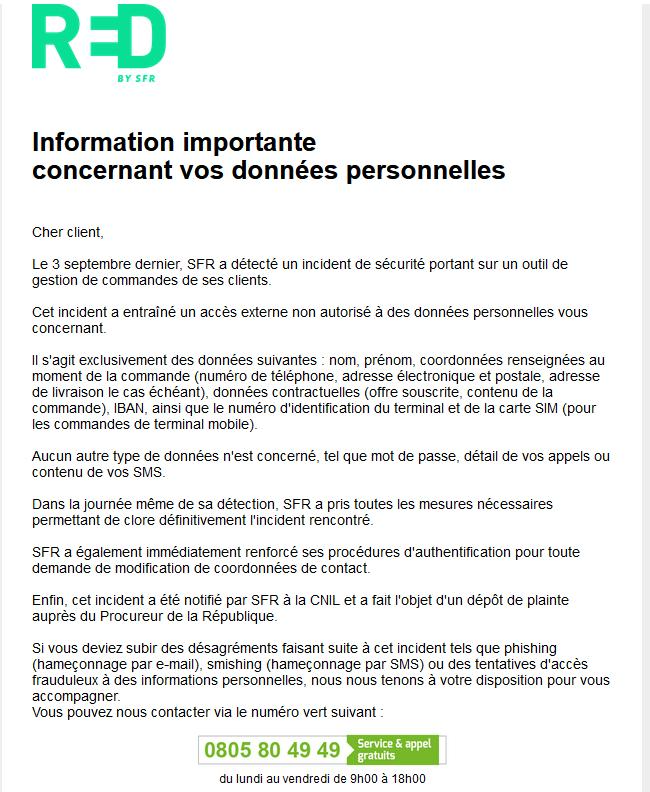 RED
BY SFR
Information importante
concernant vos données personnelles
Cher client,
Le 3 septembre dernier, SFR a détecté un incident de sécurité portant sur un outil de
gestion de commandes de ses clients.
Cet incident a entraîné un accès externe non autorisé à des données personnelles vous
concernant.
Il s'agit exclusivement des données suivantes : nom, prénom, coordonnées renseignées au
moment de la commande (numéro de téléphone, adresse électronique et postale, adresse
de livraison le cas échéant), données contractuelles (offre souscrite, contenu de la
commande), IBAN, ainsi que le numéro d'identification du terminal et de la carte SIM (pour
les commandes de terminal mobile).
Aucun autre type de données n'est concerné, tel que mot de passe, détail de vos appels ou
contenu de vos SMS.
Dans la journée même de sa détection, SFR a pris toutes les mesures nécessaires
permettant de clore définitivement l'incident rencontré.
SFR a également immédiatement renforcé ses procédures d'authentification pour toute
demande de modification de coordonnées de contact.
Enfin, cet incident a été notifié par SFR à la CNIL et a fait l'objet d'un dépôt de plainte
auprès du Procureur de la République.
Si vous deviez subir des désagréments faisant suite à cet incident tels que phishing
(hameçonnage par e-mail), smishing (hameçonnage par SMS) ou des tentatives d'accès
frauduleux à des informations personnelles, nous nous tenons à votre disposition pour vous
accompagner.
Vous pouvez nous contacter via le numéro vert suivant :
0805 80 49 49 Service & appel
gratuits
du lundi au vendredi de 9h00 à 18h00